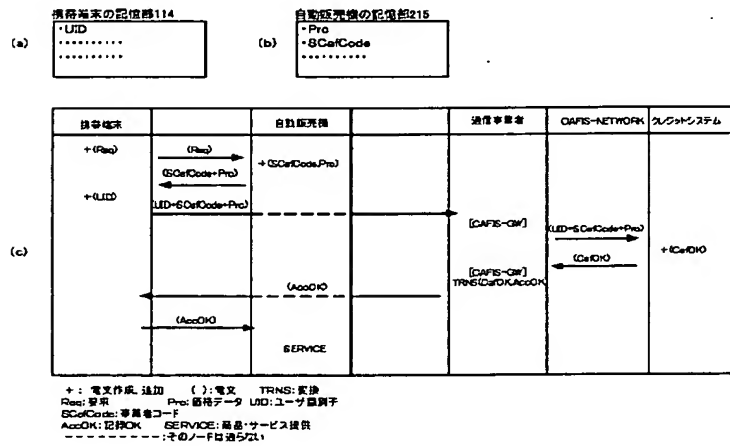 携帯端末の記憶部114
(a)
・UID
・・・・・・・・・
・・・・・・・・・
自動販売機の記憶部215
(b)
・Pro
・SCafCode
・・・・・・・・・
(c)
携帯端末 自動販売機 通信事業者 CAFIS-NETWORK クレジットシステム
+(Req) (Req) +(SCafCode,Pro)
(SCafCode+Pro)
+(UID) (UID+SCafCode+Pro)
[CAFIS-GW] (UID+SCafCode+Pro)
(CafOK) +(CafOK)
[CAFIS-GW]
TRNS(CafOK,AccOK)
(AccOK)
(AccOK)
SERVICE
+:電文作成、追加 ( ):電文 TRNS:変換
Req:要求 Pro:価格データ UID:ユーザ識別子
SCafCode:事業者コード
AccOK:記録OK SERVICE:商品・サービス提供
-----------:そのノードは通らない